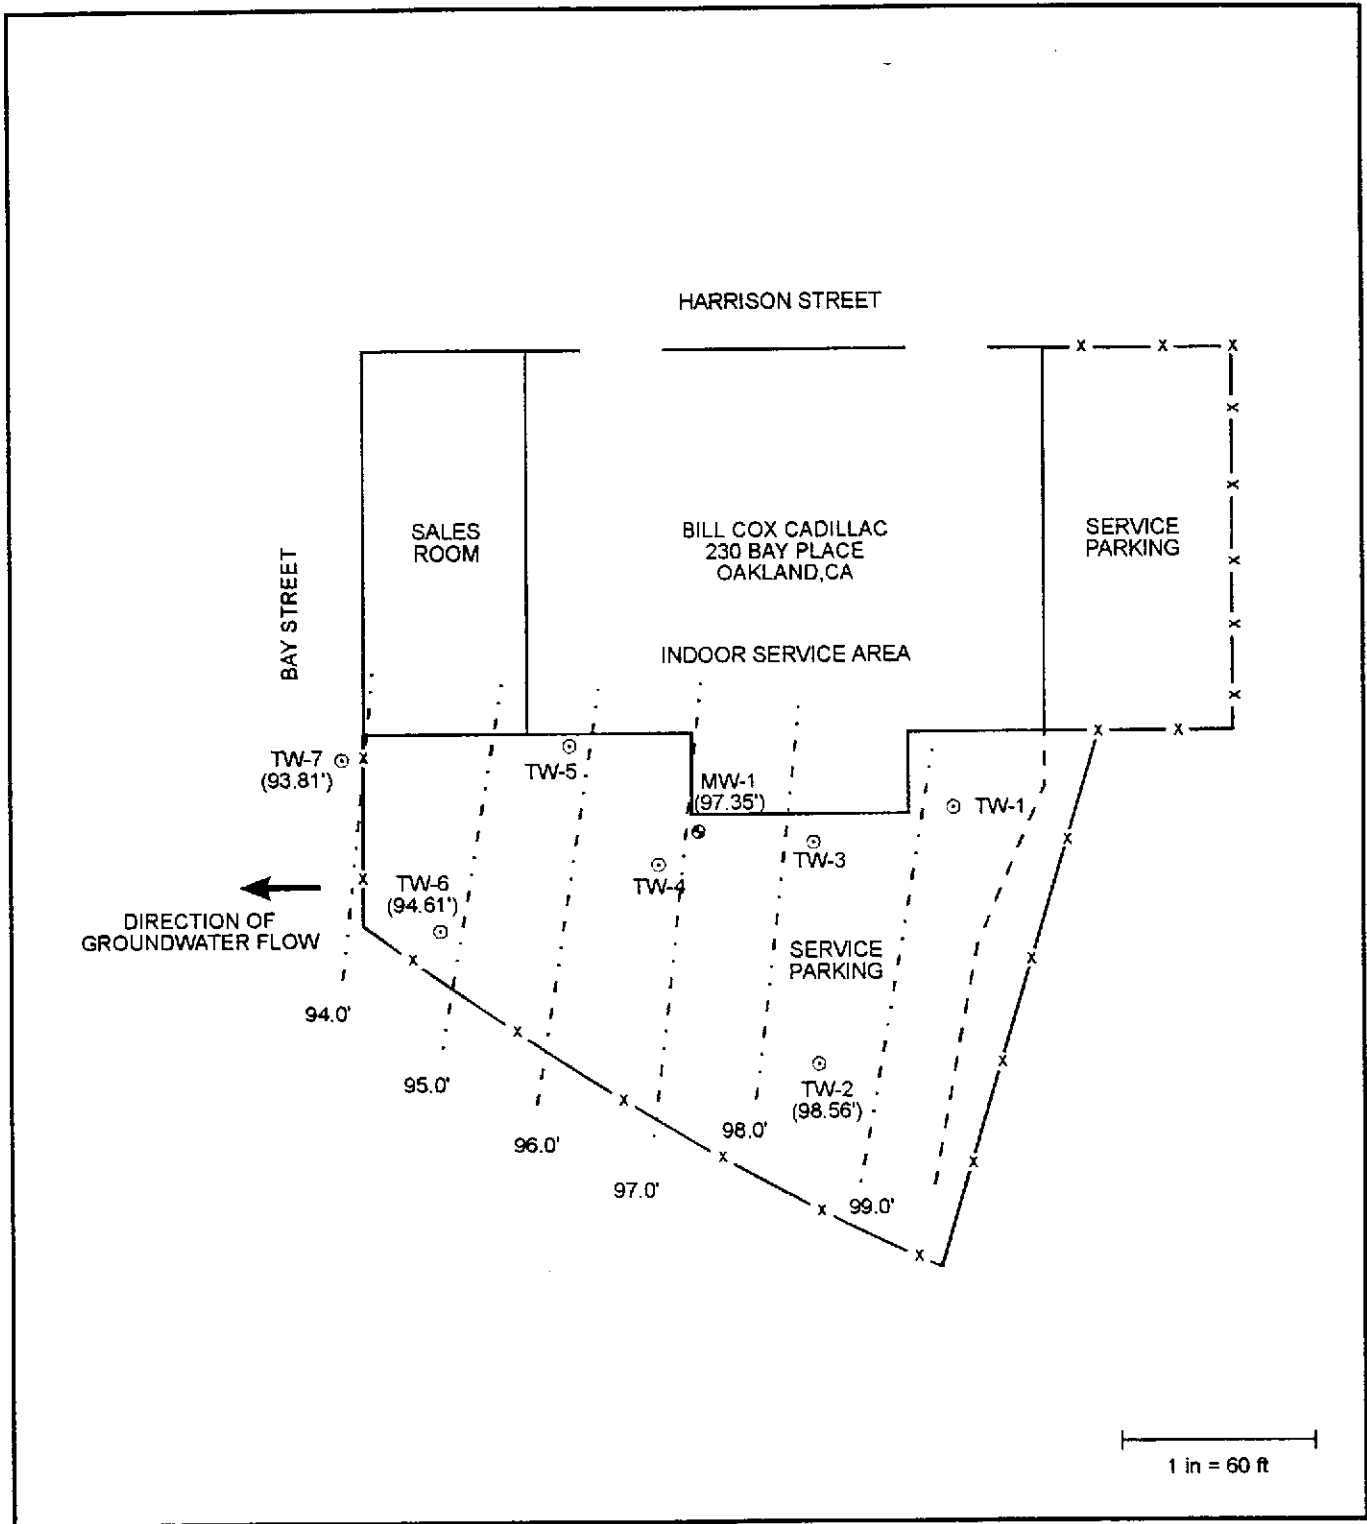 HARRISON STREET
SALES
ROOM
BILL COX CADILLAC
230 BAY PLACE
OAKLAND,CA
SERVICE
PARKING
BAY STREET
INDOOR SERVICE AREA
TW-7
(93.81')
TW-5
MW-1
(97.35')
TW-1
TW-3
TW-4
TW-6
(94.61')
DIRECTION OF
GROUNDWATER FLOW
SERVICE
PARKING
94.0'
95.0'
TW-2
(98.56')
96.0'
98.0'
97.0'
99.0'
1 in = 60 ft